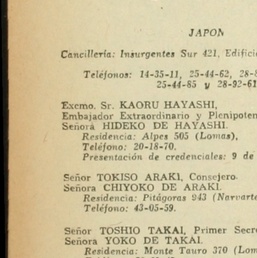 JAPON
Cancillería: Insurgentes Sur 421, Edificio
Teléfonos: 14-35-11, 25-44-62, 28-
25-44-85 y 28-92-61
Excmo. Sr. KAORU HAYASHI,
Embajador Extraordinario y Plenipoten
Señora HIDEKO DE HAYASHI.
Residencia: Alpes 505 (Lomas),
Teléfono: 20-18-70.
Presentación de credenciales: 9 de
Señor TOKISO ARAKI, Consejero.
Señora CHIYOKO DE ARAKI.
Residencia: Pitágoras 943 (Narvarte
Teléfono: 43-05-59.
Señor TOSHIO TAKAI, Primer Secre
Señora YOKO DE TAKAI.
Residencia: Monte Tauro 370 (Lom